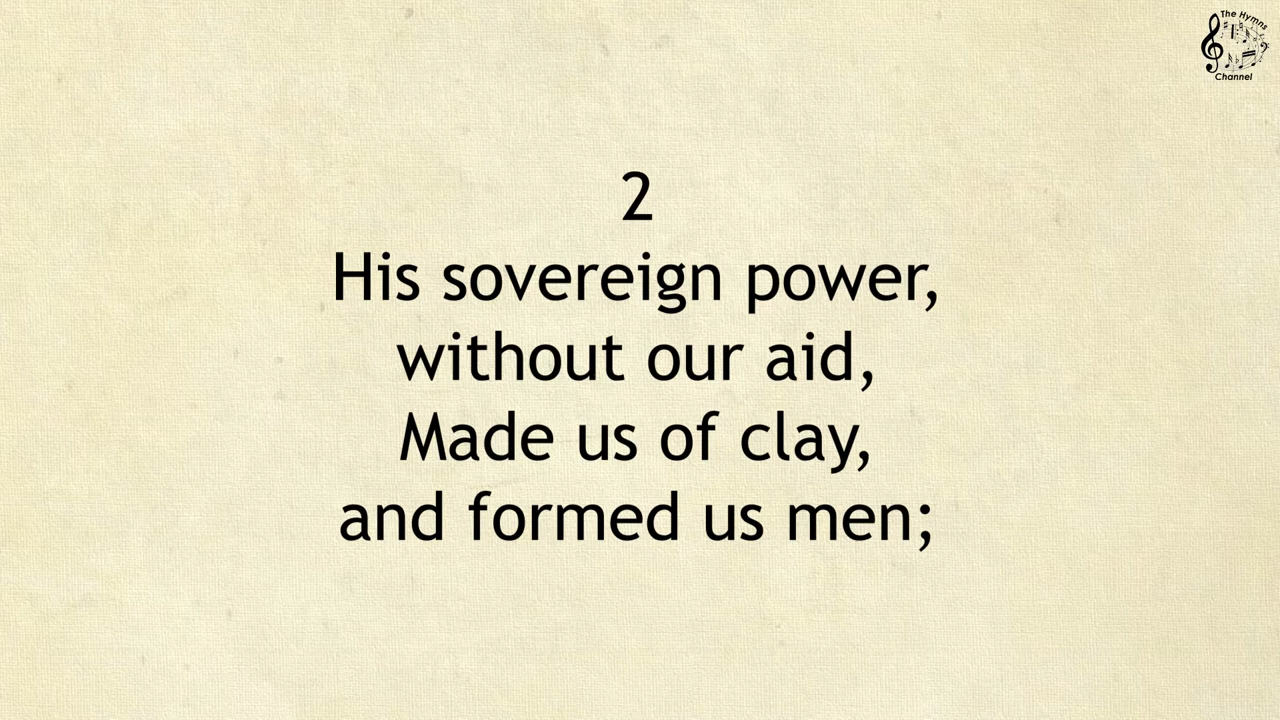 The Hymns
Channel
2
His sovereign power,
without our aid,
Made us of clay,
and formed us men;